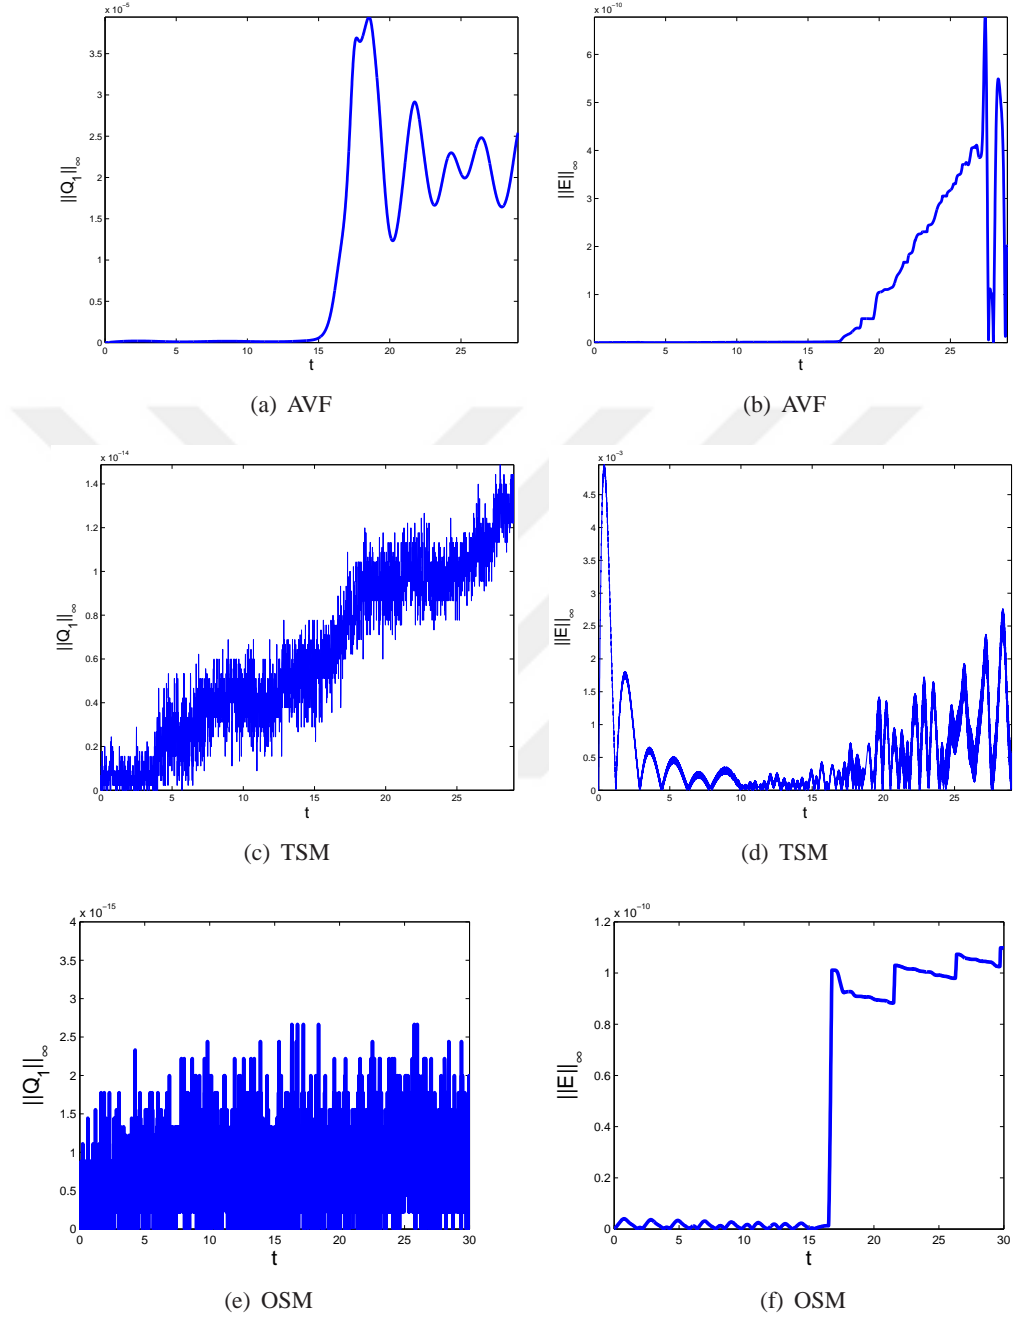 x 10⁻⁵
3.5
3
2.5
2
1.5
1
0.5
0
0 5 10 15 20 25
t
||Q₁||∞
(a) AVF
x 10⁻¹⁰
6
5
4
3
2
1
0
0 5 10 15 20 25
t
||E||∞
(b) AVF
x 10⁻¹⁴
1.4
1.2
1
0.8
0.6
0.4
0.2
0
0 5 10 15 20 25
t
||Q₁||∞
(c) TSM
x 10⁻³
4.5
4
3.5
3
2.5
2
1.5
1
0.5
0
0 5 10 15 20 25
t
||E||∞
(d) TSM
x 10⁻¹⁵
4
3.5
3
2.5
2
1.5
1
0.5
0
0 5 10 15 20 25 30
t
||Q₁||∞
(e) OSM
x 10⁻¹⁰
1.2
1
0.8
0.6
0.4
0.2
0
0 5 10 15 20 25 30
t
||E||∞
(f) OSM